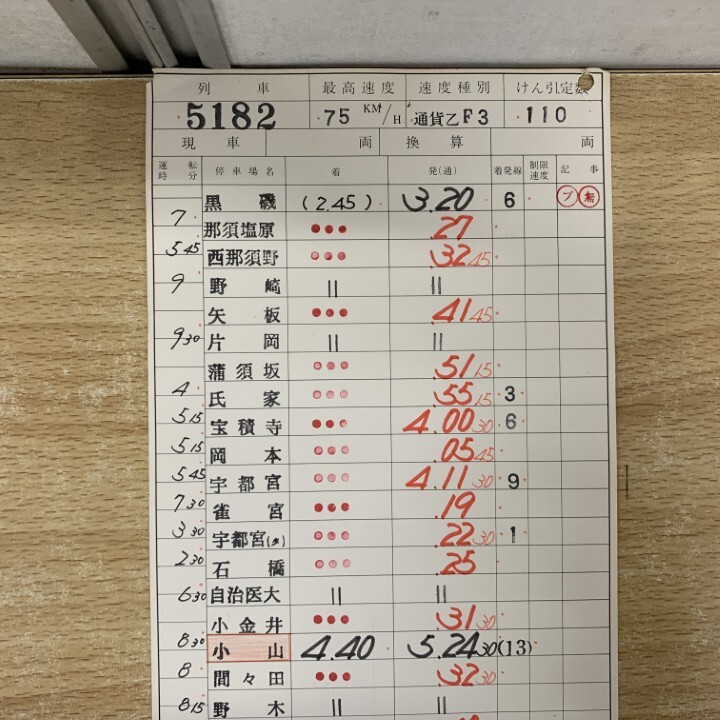 列 車 最高速度 速度種別 けん引定数
5182 75 KM/H 通貨乙F3 110
現 車 両 換 算 両
運転時分 停車場名 着 発(通) 着発線 制限速度 記 事
黒磯 (2.45) 3.20 6 ブ 無
7
那須塩原 ●●● .27
5 45
西那須野 ●●● .32 45
9
野崎 || ||
矢板 ●●● .41 45
9 30
片岡 || ||
蒲須坂 ●●● .51 15
4
氏家 ●●● .55 15 3
5 15
宝積寺 ●●● 4.00 30 6
5 15
岡本 ●●● .05 45
5 45
宇都宮 ●●● 4.11 30 9
7 30
雀宮 ●●● .19
3 30
宇都宮(タ) ●●● .22 30 1
2 30
石橋 ●●● .25
6 30
自治医大 || ||
小金井 ●●● .31 30
8 30
小山 4.40 5.24 30 (13)
8
間々田 ●●● .32 30
8 15
野木 || ||